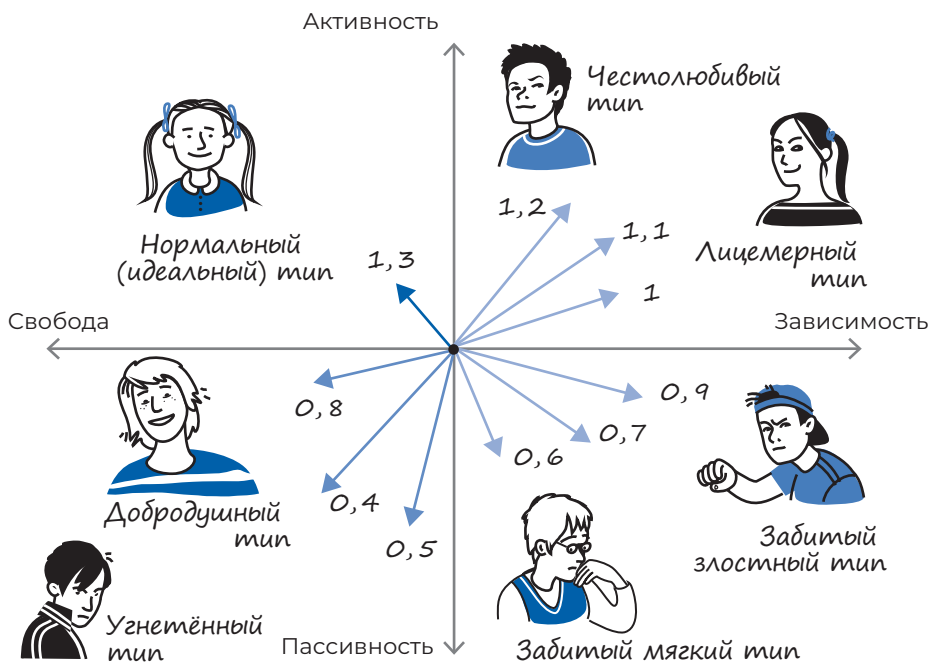 Активность
Честолюбивый
тип
1,2
1,1
Лицемерный
тип
Нормальный
(идеальный) тип
1,3
1
Свобода
Зависимость
0,8
0,9
0,7
0,6
0,4
0,5
Добродушный
тип
Забитый
злостный тип
Угнетённый
тип
Пассивность
Забитый мягкий тип